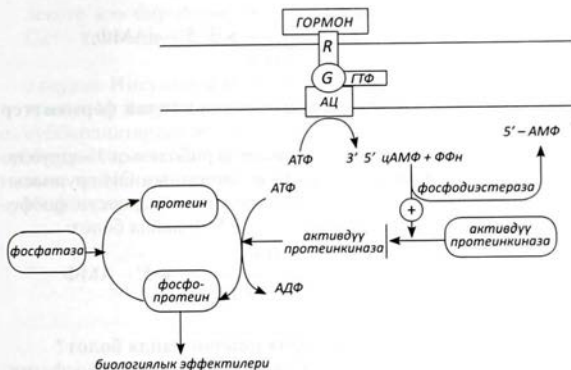 ГОРМОН
R
G
ГТФ
АЦ
5' – АМФ
АТФ
3' 5' цАМФ + ФФн
фосфодиэстераза
АТФ
протеин
+
фосфатаза
активдүү
протеинкиназа
активдүү
протеинкиназа
фосфо-
протеин
АДФ
биологиялык эффектилери